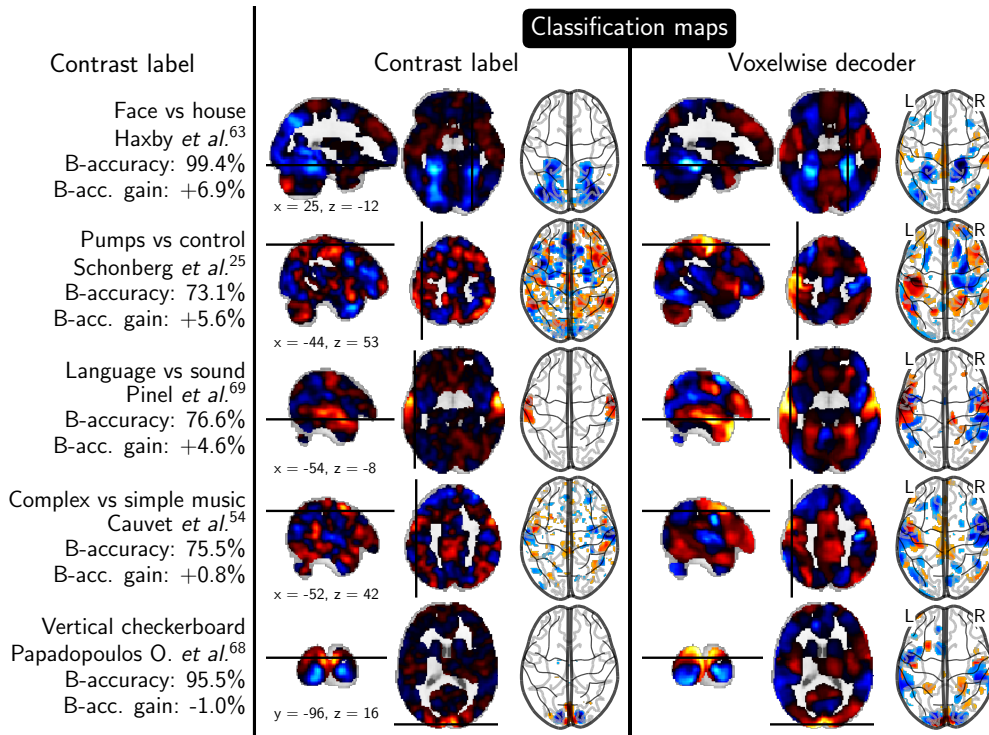 Classification maps
Contrast label
Contrast label
Voxelwise decoder
Face vs house
Haxby et al.63
B-accuracy: 99.4%
B-acc. gain: +6.9%
x = 25, z = -12
L R
Pumps vs control
Schonberg et al.25
B-accuracy: 73.1%
B-acc. gain: +5.6%
x = -44, z = 53
L R
Language vs sound
Pinel et al.69
B-accuracy: 76.6%
B-acc. gain: +4.6%
x = -54, z = -8
L R
Complex vs simple music
Cauvet et al.54
B-accuracy: 75.5%
B-acc. gain: +0.8%
x = -52, z = 42
L R
Vertical checkerboard
Papadopoulos O. et al.68
B-accuracy: 95.5%
B-acc. gain: -1.0%
y = -96, z = 16
L R